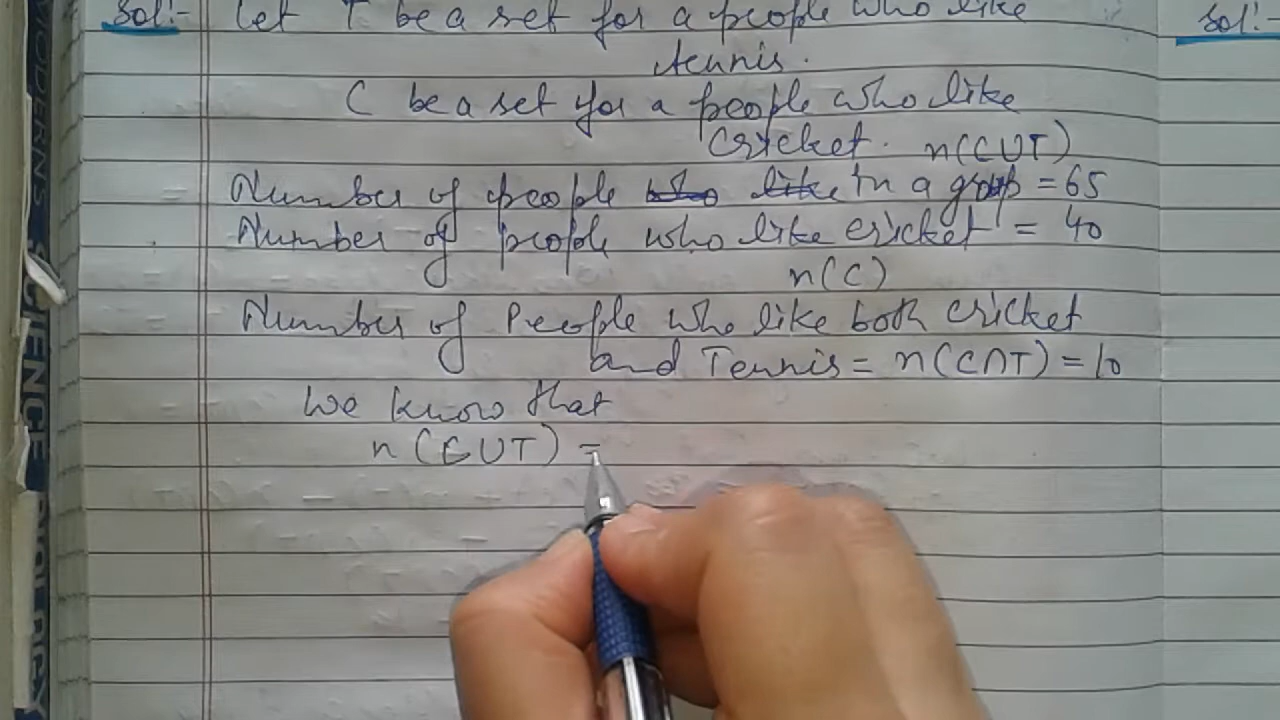 Sol:- Let T be a set for a people who like
tennis.
C be a set for a people who like
cricket. n(CUT)
Number of people who like in a group = 65
Number of people who like cricket = 40
n(C)
Number of People who like both cricket
and Tennis = n(C∩T) = 10
We know that
n(CUT) =
Sol:-
MODERN'S SCIENCE